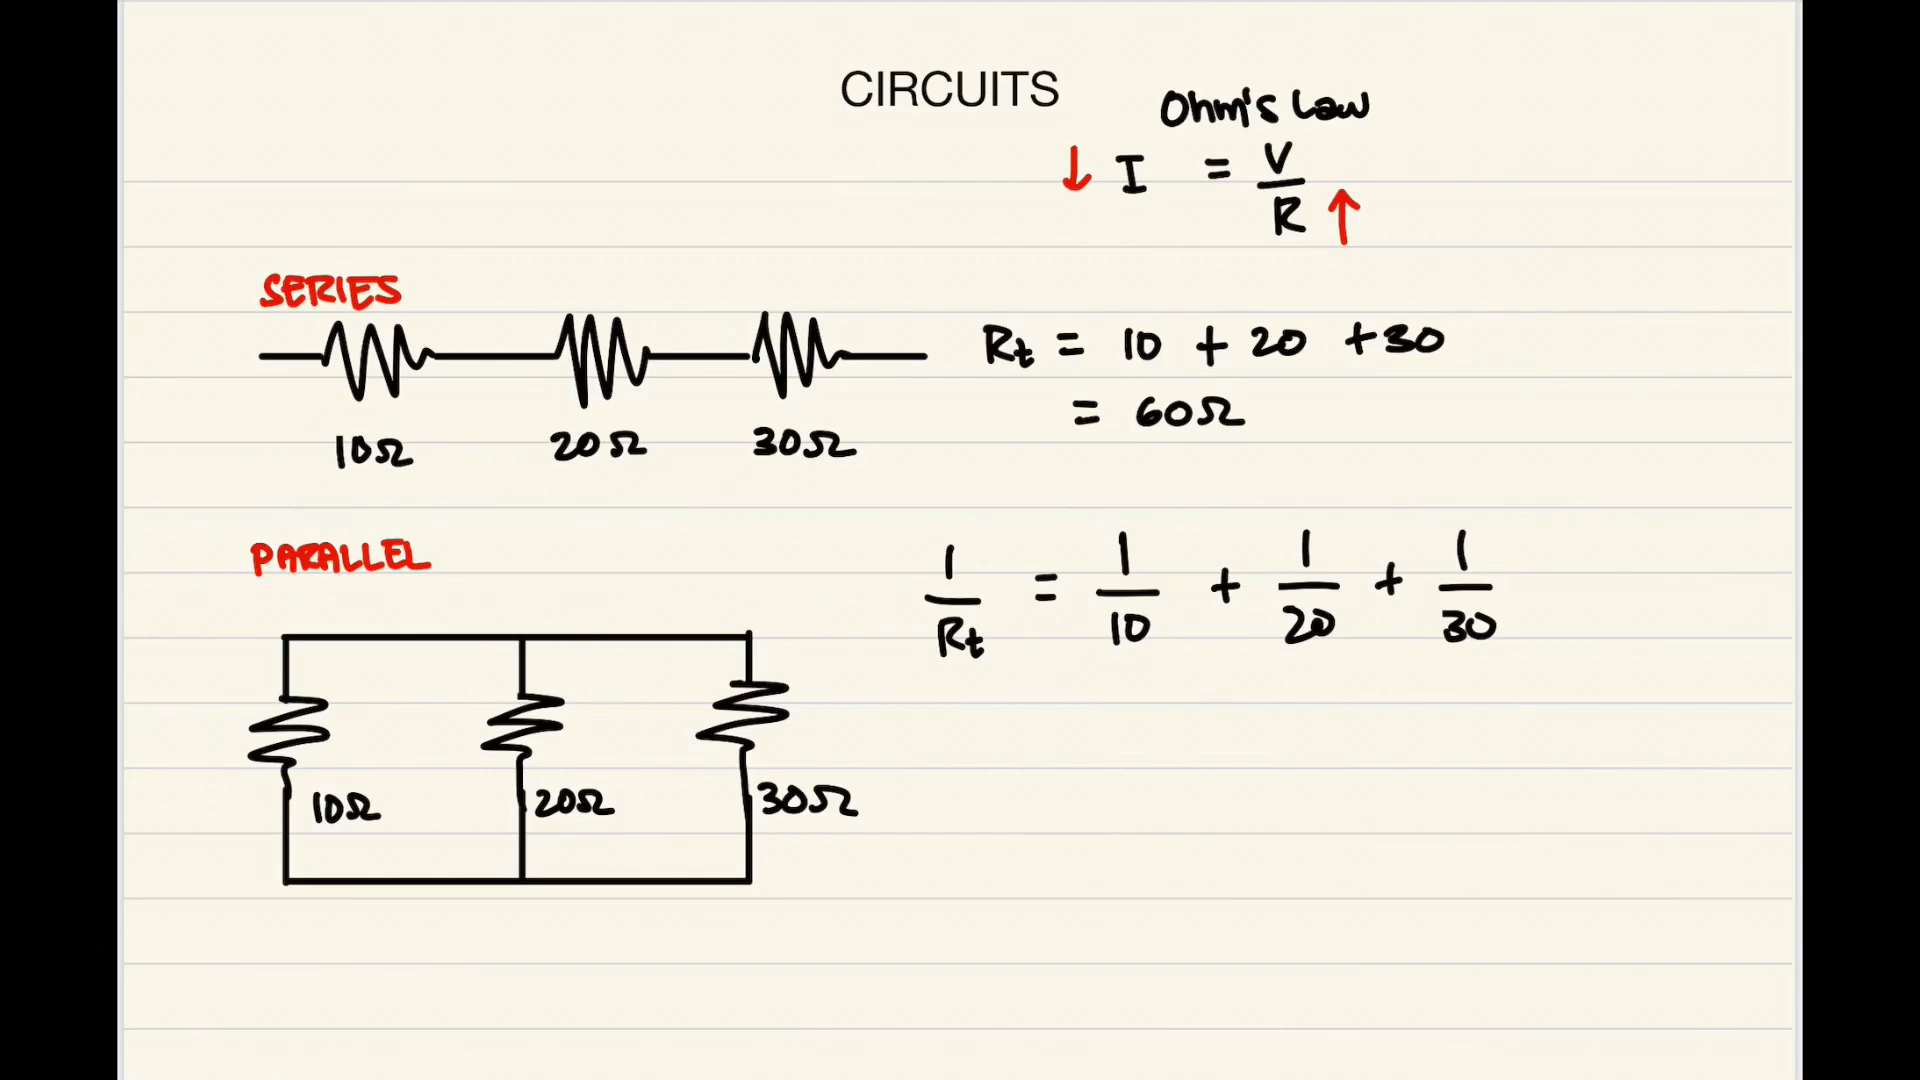 CIRCUITS
Ohm's Law
↓ I = V/R ↑
SERIES
Rt = 10 + 20 + 30
= 60Ω
10Ω 20Ω 30Ω
PARALLEL
1/Rt = 1/10 + 1/20 + 1/30
10Ω 20Ω 30Ω